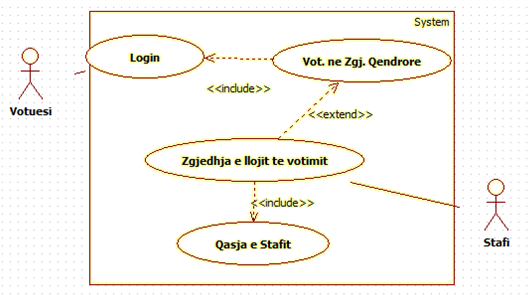 System
Login
Vot. ne Zgj. Qendrore
<<include>>
Votuesi
<<extend>>
Zgjedhja e llojit te votimit
<<include>>
Qasja e Stafit
Stafi